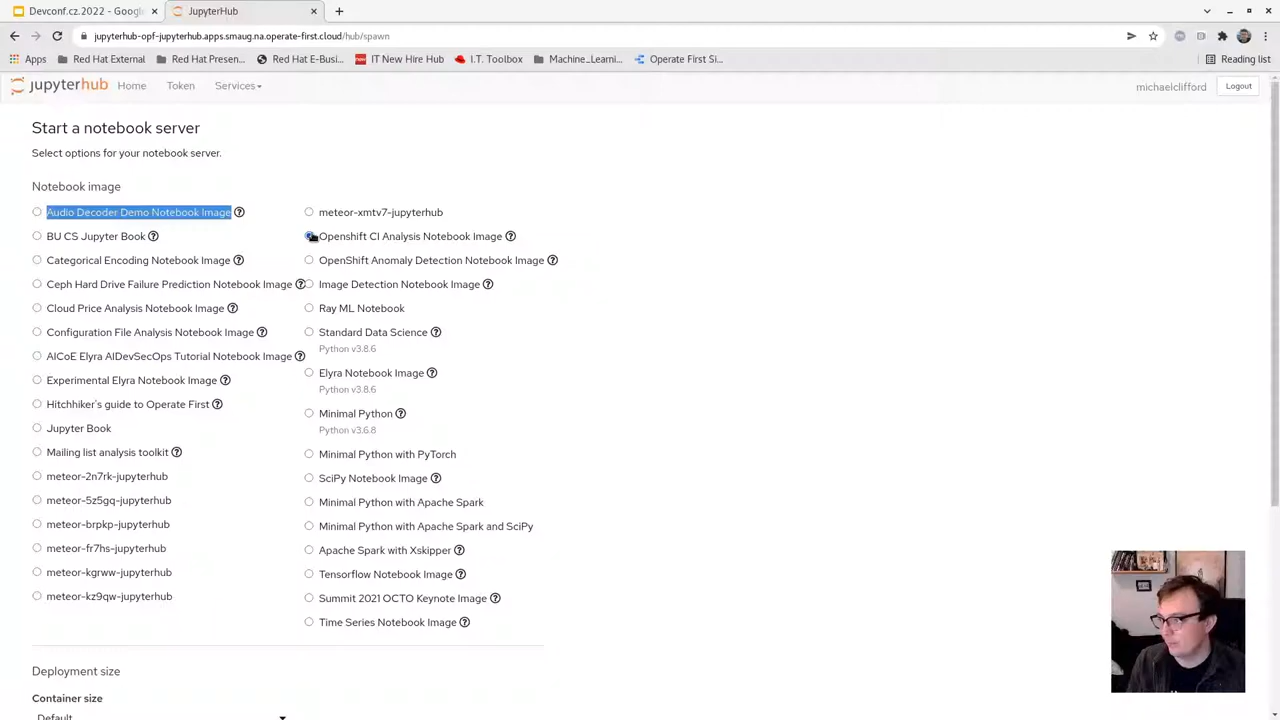 Devconf.cz.2022 - Goog
JupyterHub
jupyterhub-opf-jupyterhub.apps.smaug.na.operate-first.cloud/hub/spawn
Apps
Red Hat External
Red Hat Presen...
Red Hat E-Busi...
IT New Hire Hub
I.T. Toolbox
Machine_Learni...
Operate First Si...
Reading list
jupyterhub
Home
Token
Services
michaelclifford
Logout
Start a notebook server
Select options for your notebook server.
Notebook image
Audio Decoder Demo Notebook Image
BU CS Jupyter Book
Categorical Encoding Notebook Image
Ceph Hard Drive Failure Prediction Notebook Image
Cloud Price Analysis Notebook Image
Configuration File Analysis Notebook Image
AICoE Elyra AIDevSecOps Tutorial Notebook Image
Experimental Elyra Notebook Image
Hitchhiker's guide to Operate First
Jupyter Book
Mailing list analysis toolkit
meteor-2n7rk-jupyterhub
meteor-5z5gq-jupyterhub
meteor-brpkp-jupyterhub
meteor-fr7hs-jupyterhub
meteor-kgrww-jupyterhub
meteor-kz9qw-jupyterhub
meteor-xmtv7-jupyterhub
Openshift CI Analysis Notebook Image
OpenShift Anomaly Detection Notebook Image
Image Detection Notebook Image
Ray ML Notebook
Standard Data Science
Python v3.8.6
Elyra Notebook Image
Python v3.8.6
Minimal Python
Python v3.6.8
Minimal Python with PyTorch
SciPy Notebook Image
Minimal Python with Apache Spark
Minimal Python with Apache Spark and SciPy
Apache Spark with Xskipper
Tensorflow Notebook Image
Summit 2021 OCTO Keynote Image
Time Series Notebook Image
Deployment size
Container size
Default